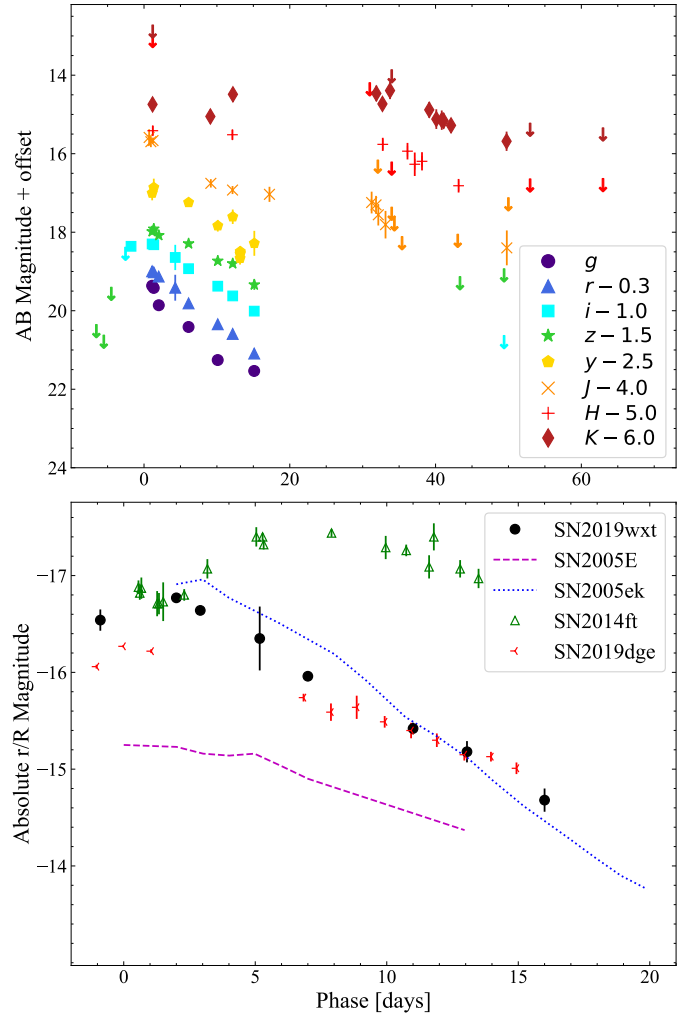 AB Magnitude + offset
14
16
18
20
22
24
0
20
40
60
g
r − 0.3
i − 1.0
z − 1.5
y − 2.5
J − 4.0
H − 5.0
K − 6.0
Absolute r/R Magnitude
−17
−16
−15
−14
SN2019wxt
SN2005E
SN2005ek
SN2014ft
SN2019dge
0
5
10
15
20
Phase [days]